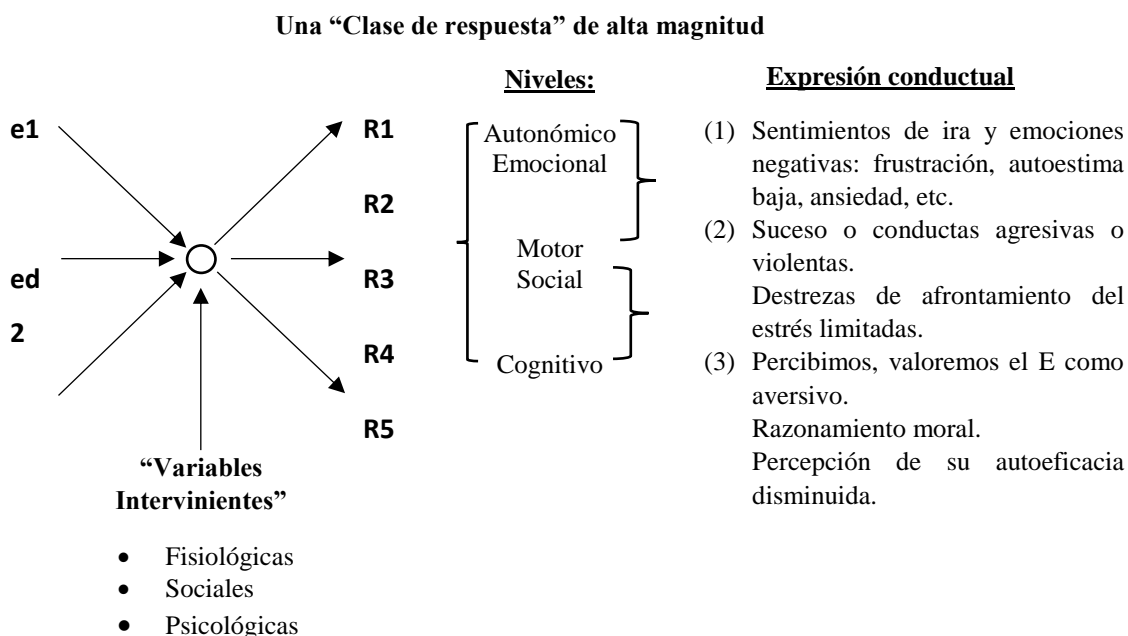 Una “Clase de respuesta” de alta magnitud
Niveles:
Expresión conductual
e1
ed
2
R1
R2
R3
R4
R5
“Variables
Intervinientes”
• Fisiológicas
• Sociales
• Psicológicas
Autonómico
Emocional
Motor
Social
Cognitivo
(1) Sentimientos de ira y emociones
negativas: frustración, autoestima
baja, ansiedad, etc.
(2) Suceso o conductas agresivas o
violentas.
Destrezas de afrontamiento del
estrés limitadas.
(3) Percibimos, valoremos el E como
aversivo.
Razonamiento moral.
Percepción de su autoeficacia
disminuida.